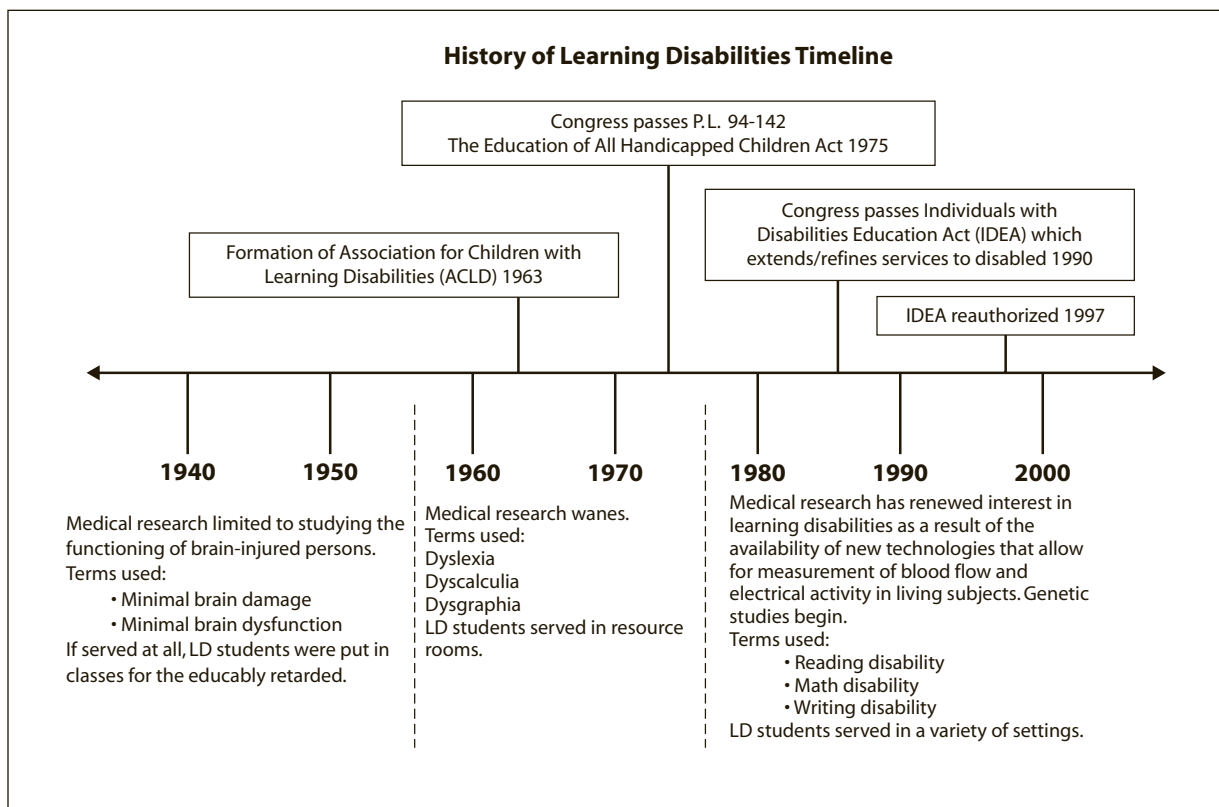 History of Learning Disabilities Timeline
Congress passes P.L. 94-142
The Education of All Handicapped Children Act 1975
Congress passes Individuals with
Disabilities Education Act (IDEA) which
extends/refines services to disabled 1990
Formation of Association for Children with
Learning Disabilities (ACLD) 1963
IDEA reauthorized 1997
1940
1950
1960
1970
1980
1990
2000
Medical research limited to studying the
functioning of brain-injured persons.
Terms used:
• Minimal brain damage
• Minimal brain dysfunction
If served at all, LD students were put in
classes for the educably retarded.
Medical research wanes.
Terms used:
Dyslexia
Dyscalculia
Dysgraphia
LD students served in resource
rooms.
Medical research has renewed interest in
learning disabilities as a result of the
availability of new technologies that allow
for measurement of blood flow and
electrical activity in living subjects. Genetic
studies begin.
Terms used:
• Reading disability
• Math disability
• Writing disability
LD students served in a variety of settings.